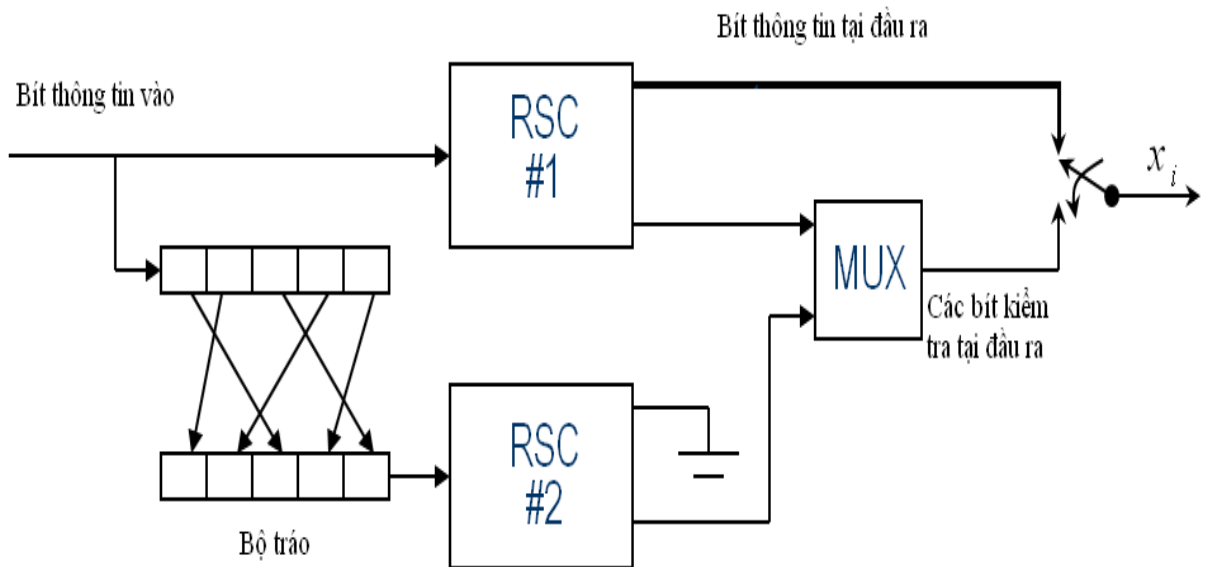 Bít thông tin tại đầu ra
Bít thông tin vào
RSC
#1
x i
MUX
Các bít kiểm
tra tại đầu ra
RSC
#2
Bộ tráo